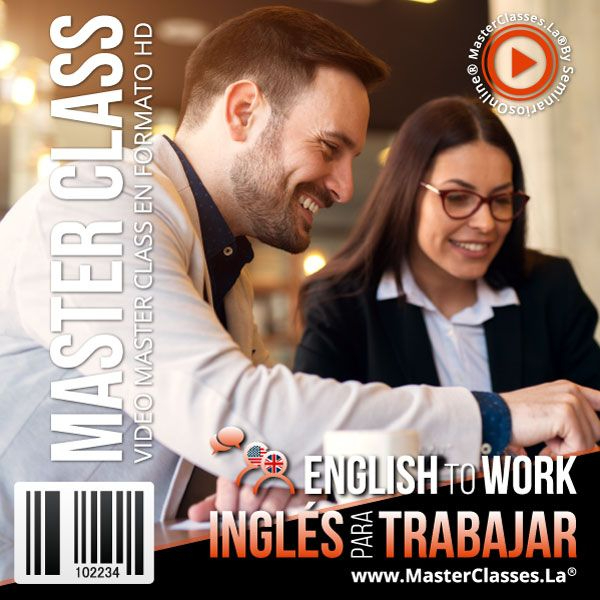 MASTER CLASS
VIDEO MASTER CLASS EN FORMATO HD
MasterClasses.La® By SeminariosOnline®
ENGLISH TO WORK
INGLÉS PARA TRABAJAR
102234
www.MasterClasses.La®